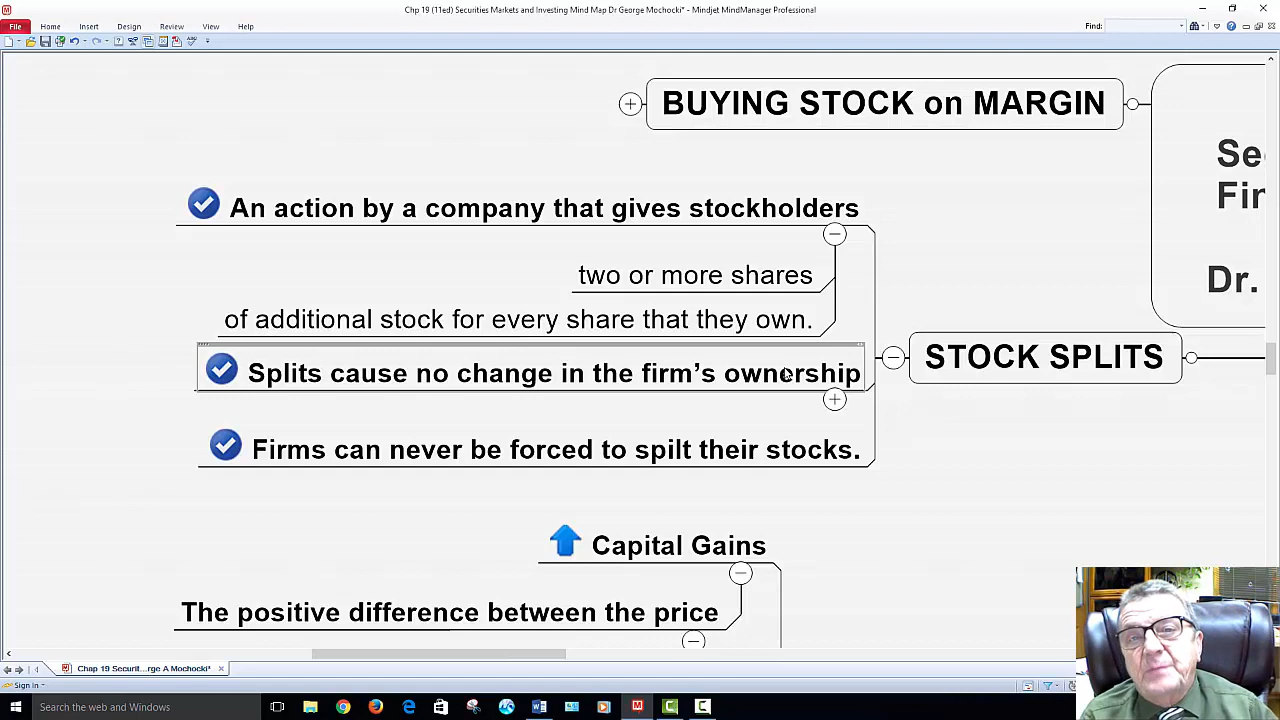 Chp 19 (11ed) Securities Markets and Investing Mind Map Dr George Mochocki* - Mindjet MindManager Professional
File Home Insert Design Review View Help Find:
BUYING STOCK on MARGIN
Se
Fir
Dr.
An action by a company that gives stockholders
two or more shares
of additional stock for every share that they own.
Splits cause no change in the firm's ownership
STOCK SPLITS
Firms can never be forced to spilt their stocks.
Capital Gains
The positive difference between the price
Chap 19 Securit...rge A Mochocki*
Sign In
Search the web and Windows